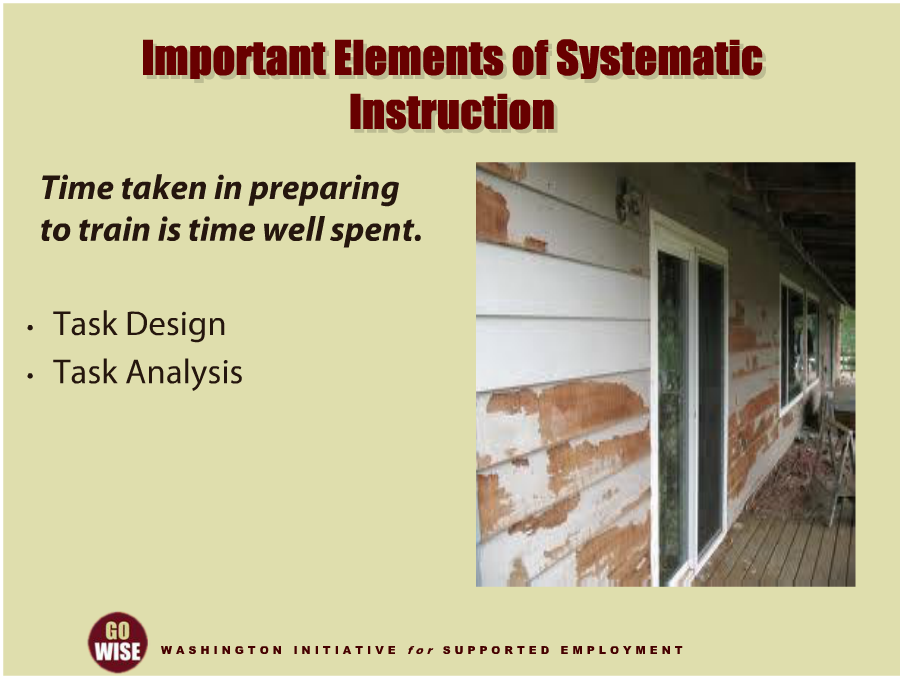 Important Elements of Systematic
Instruction
Time taken in preparing
to train is time well spent.
• Task Design
• Task Analysis
GO
WISE
WASHINGTON INITIATIVE for SUPPORTED EMPLOYMENT